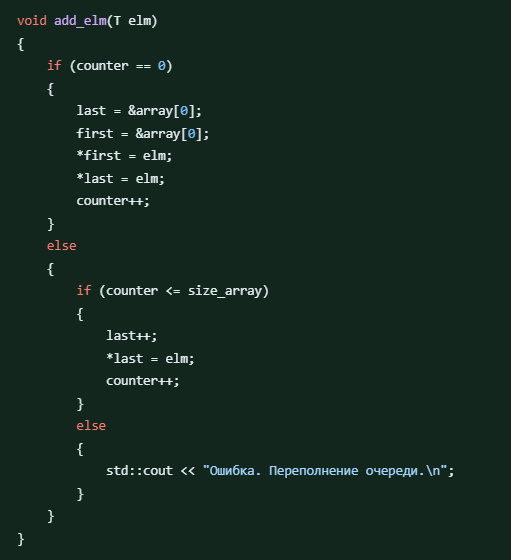 void add_elm(T elm)
{
    if (counter == 0)
    {
        last = &array[0];
        first = &array[0];
        *first = elm;
        *last = elm;
        counter++;
    }
    else
    {
        if (counter <= size_array)
        {
            last++;
            *last = elm;
            counter++;
        }
        else
        {
            std::cout << "Ошибка. Переполнение очереди.\n";
        }
    }
}